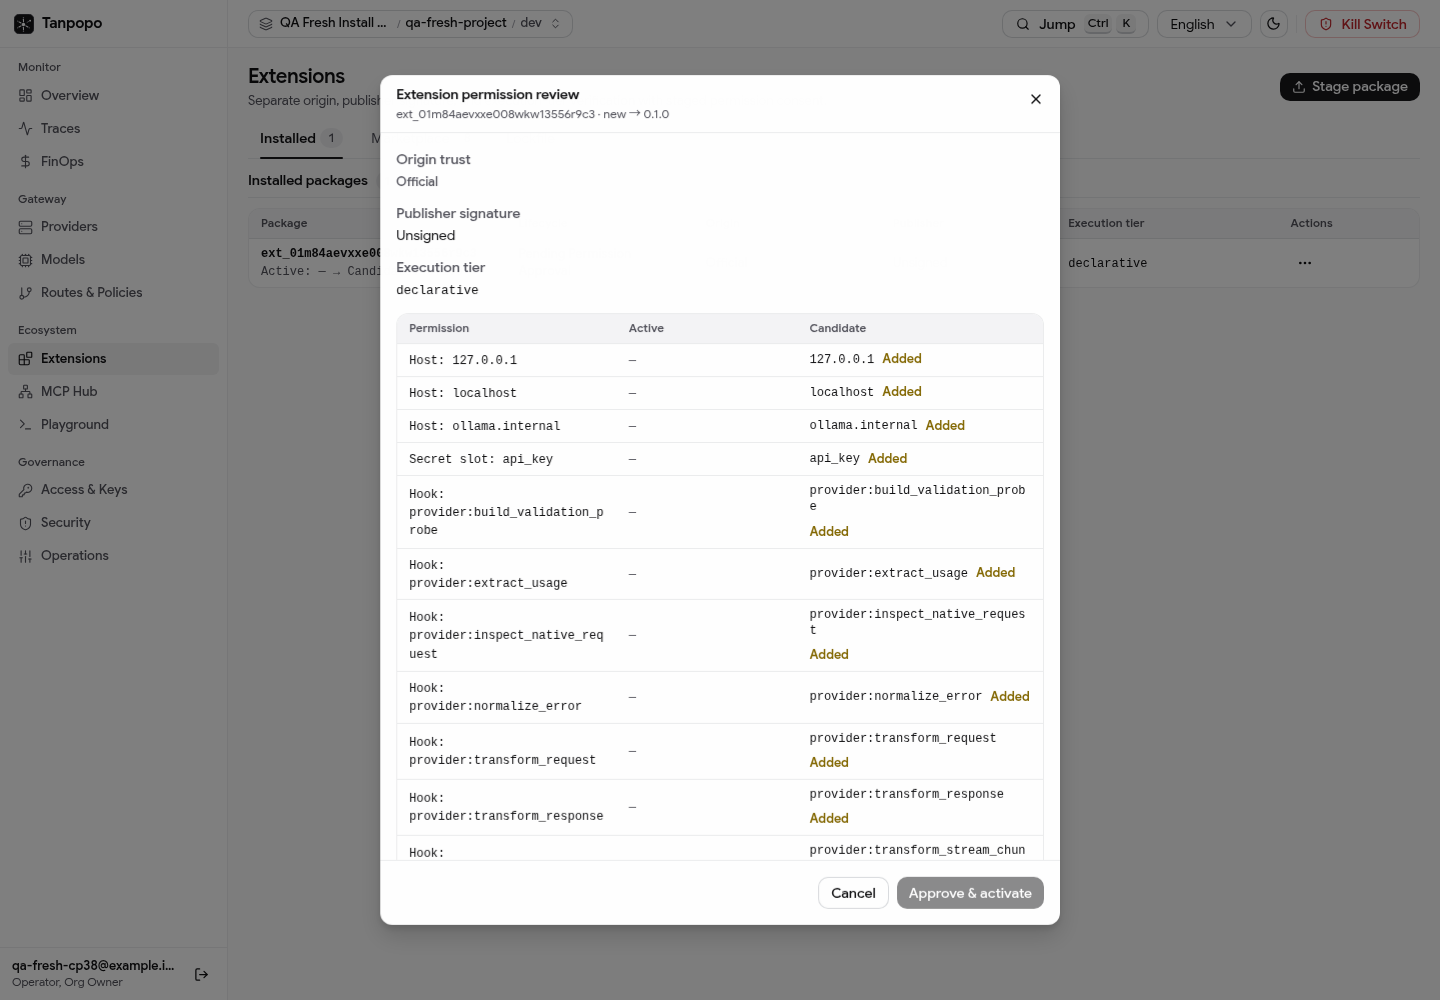 Tanpopo
QA Fresh Install ... / qa-fresh-project / dev
Jump Ctrl K
English
Kill Switch
Monitor
Overview
Traces
FinOps
Gateway
Providers
Models
Routes & Policies
Ecosystem
Extensions
MCP Hub
Playground
Governance
Access & Keys
Security
Operations
qa-fresh-cp38@example.i...
Operator, Org Owner
Extensions
Separate origin, publish
Stage package
Installed 1
M
Installed packages
Package
Execution tier
Actions
ext_01m84aevxxe00
Active: — → Candi
declarative
Extension permission review
ext_01m84aevxxe008wkw13556r9c3 · new → 0.1.0
Origin trust
Official
Publisher signature
Unsigned
Execution tier
declarative
Permission Active Candidate
Host: 127.0.0.1 — 127.0.0.1 Added
Host: localhost — localhost Added
Host: ollama.internal — ollama.internal Added
Secret slot: api_key — api_key Added
Hook:
provider:build_validation_p
robe
—
provider:build_validation_prob
e
Added
Hook:
provider:extract_usage
—
provider:extract_usage Added
Hook:
provider:inspect_native_req
uest
—
provider:inspect_native_reques
t
Added
Hook:
provider:normalize_error
—
provider:normalize_error Added
Hook:
provider:transform_request
—
provider:transform_request
Added
Hook:
provider:transform_response
—
provider:transform_response
Added
Hook:
provider:transform_stream_chun
Cancel
Approve & activate